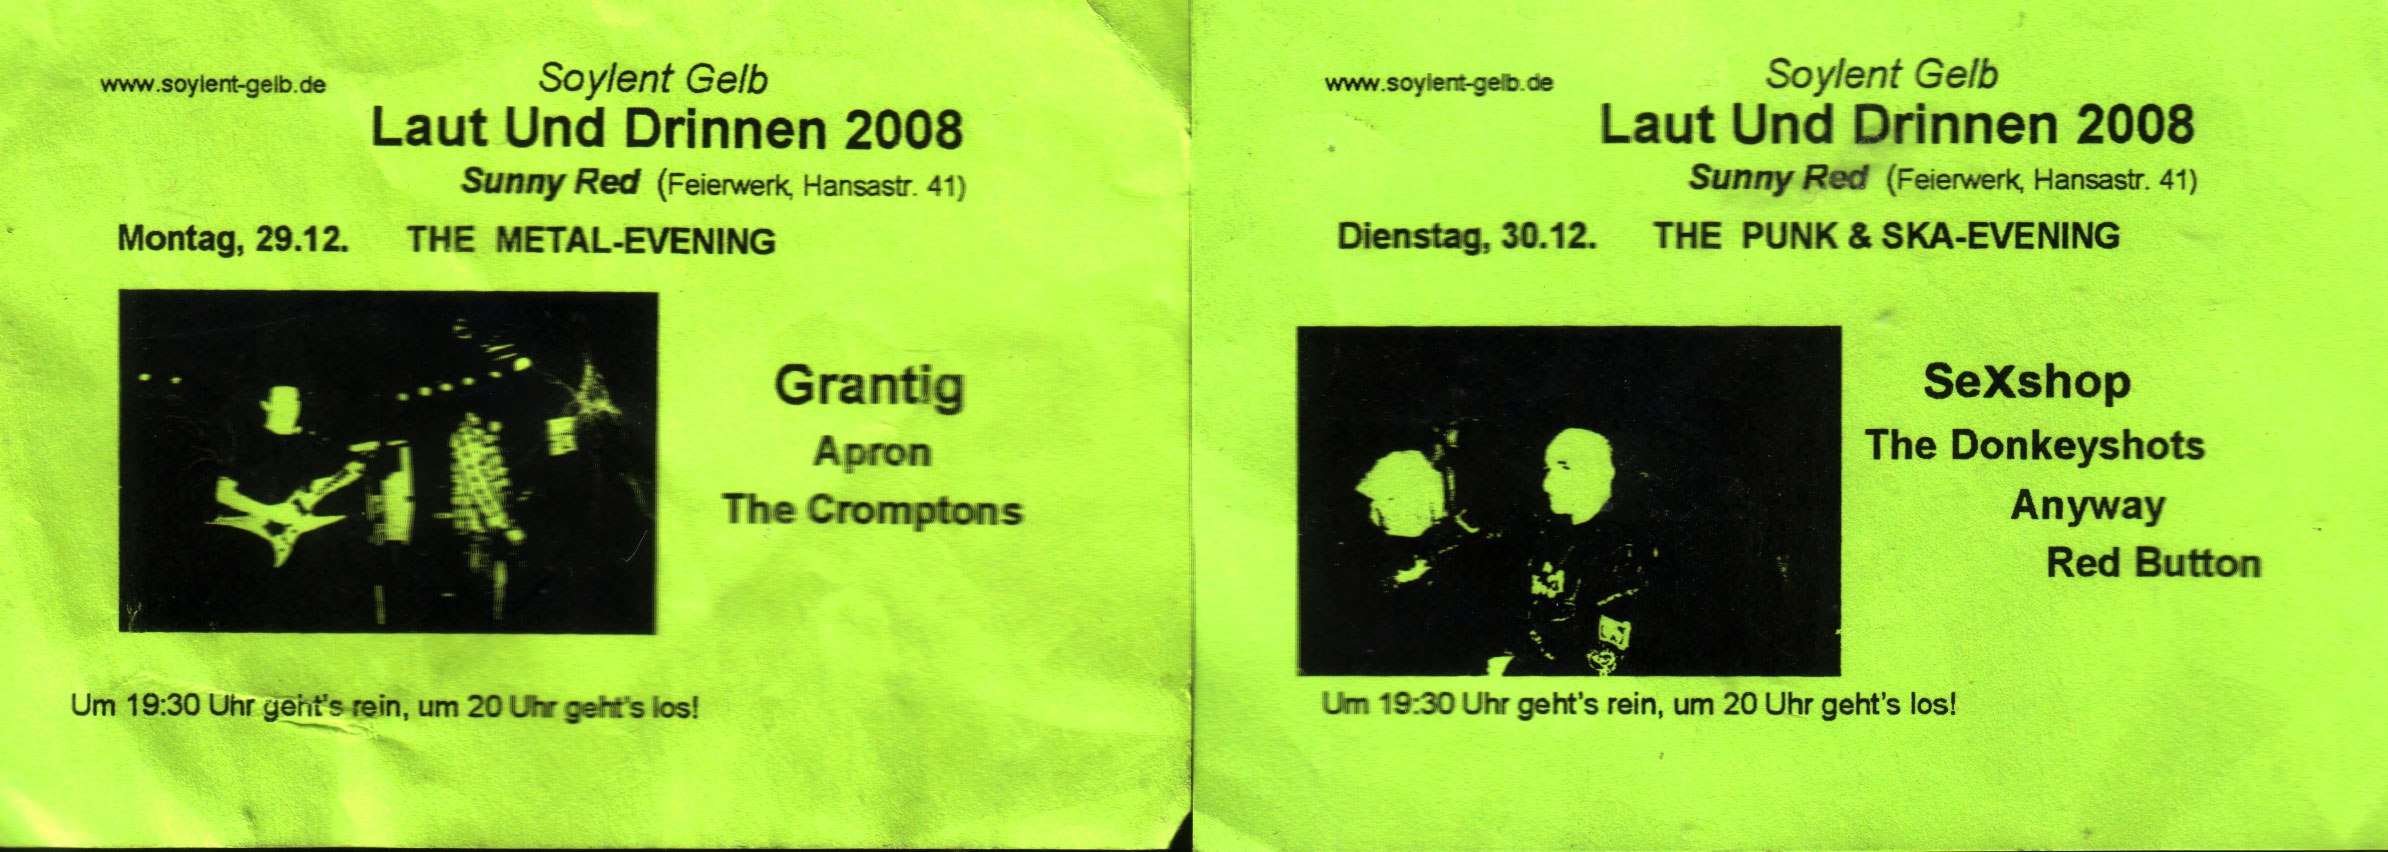 www.soylent-gelb.de
Soylent Gelb
Laut Und Drinnen 2008
Sunny Red (Feierwerk, Hansastr. 41)
Montag, 29.12. THE METAL-EVENING
Grantig
Apron
The Cromptons
Um 19:30 Uhr geht's rein, um 20 Uhr geht's los!
www.soylent-gelb.de
Soylent Gelb
Laut Und Drinnen 2008
Sunny Red (Feierwerk, Hansastr. 41)
Dienstag, 30.12. THE PUNK & SKA-EVENING
SeXshop
The Donkeyshots
Anyway
Red Button
Um 19:30 Uhr geht's rein, um 20 Uhr geht's los!